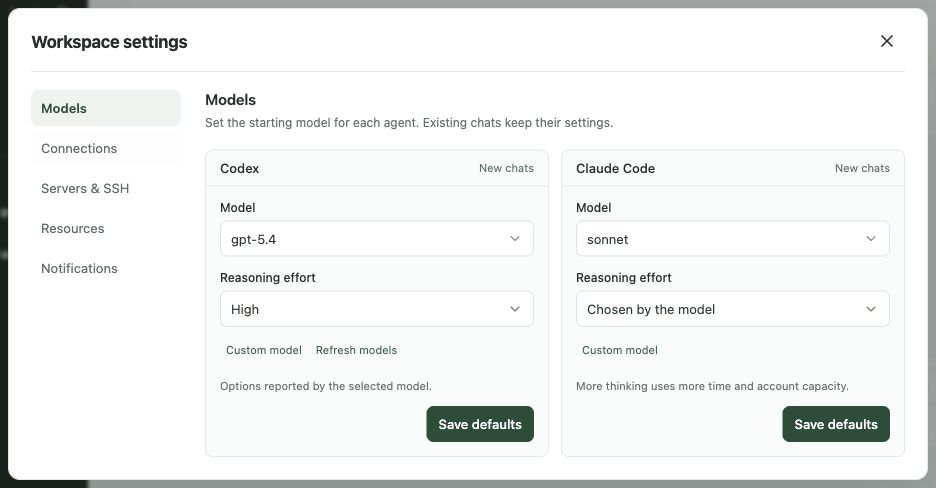 Workspace settings
Models
Connections
Servers & SSH
Resources
Notifications
Models
Set the starting model for each agent. Existing chats keep their settings.
Codex New chats
Model
gpt-5.4
Reasoning effort
High
Custom model Refresh models
Options reported by the selected model.
Save defaults
Claude Code New chats
Model
sonnet
Reasoning effort
Chosen by the model
Custom model
More thinking uses more time and account capacity.
Save defaults